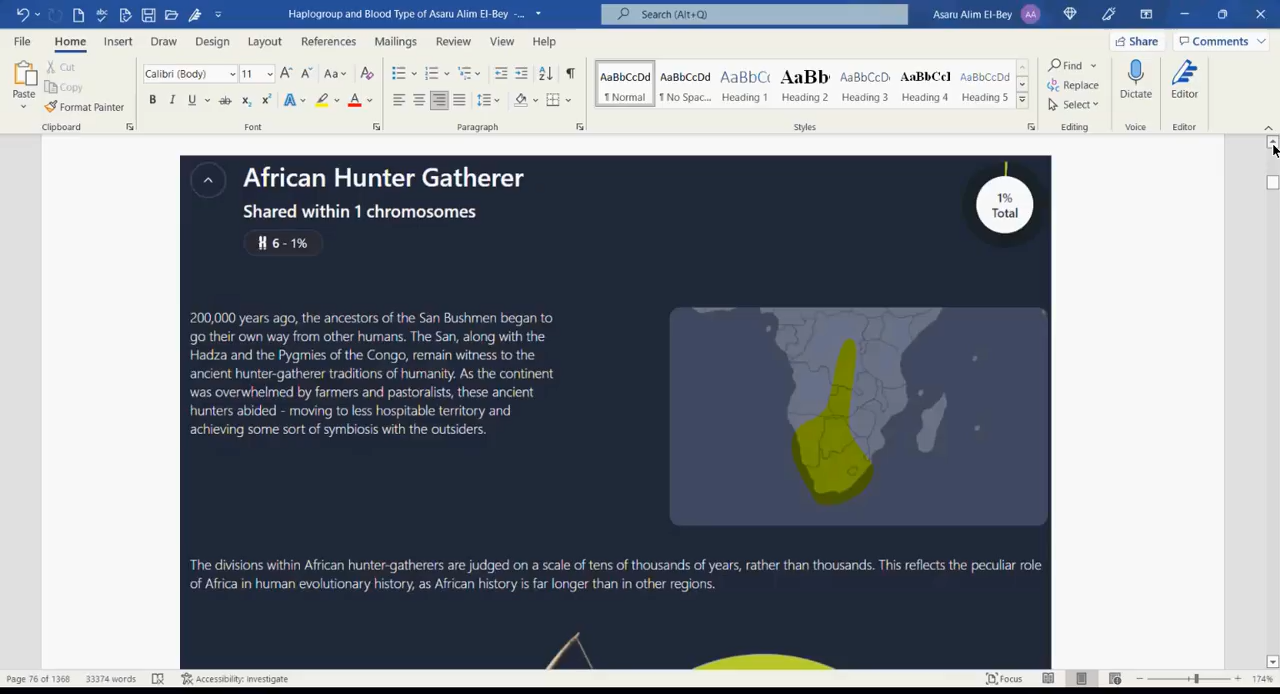 Haplogroup and Blood Type of Asaru Alim El-Bey -...
Search (Alt+Q)
Asaru Alim El-Bey
AA
File
Home
Insert
Draw
Design
Layout
References
Mailings
Review
View
Help
Share
Comments
Paste
Cut
Copy
Format Painter
Clipboard
Calibri (Body)
11
Font
Paragraph
AaBbCcDd
¶ Normal
AaBbCcDd
¶ No Spac...
AaBbCc
Heading 1
AaBb
Heading 2
AaBbCcDd
Heading 3
AaBbCcI
Heading 4
AaBbCcDd
Heading 5
Styles
Find
Replace
Select
Editing
Dictate
Voice
Editor
Editor
African Hunter Gatherer
Shared within 1 chromosomes
6 - 1%
1%
Total
200,000 years ago, the ancestors of the San Bushmen began to
go their own way from other humans. The San, along with the
Hadza and the Pygmies of the Congo, remain witness to the
ancient hunter-gatherer traditions of humanity. As the continent
was overwhelmed by farmers and pastoralists, these ancient
hunters abided - moving to less hospitable territory and
achieving some sort of symbiosis with the outsiders.
The divisions within African hunter-gatherers are judged on a scale of tens of thousands of years, rather than thousands. This reflects the peculiar role
of Africa in human evolutionary history, as African history is far longer than in other regions.
Page 76 of 1368
33374 words
Accessibility: Investigate
Focus
174%